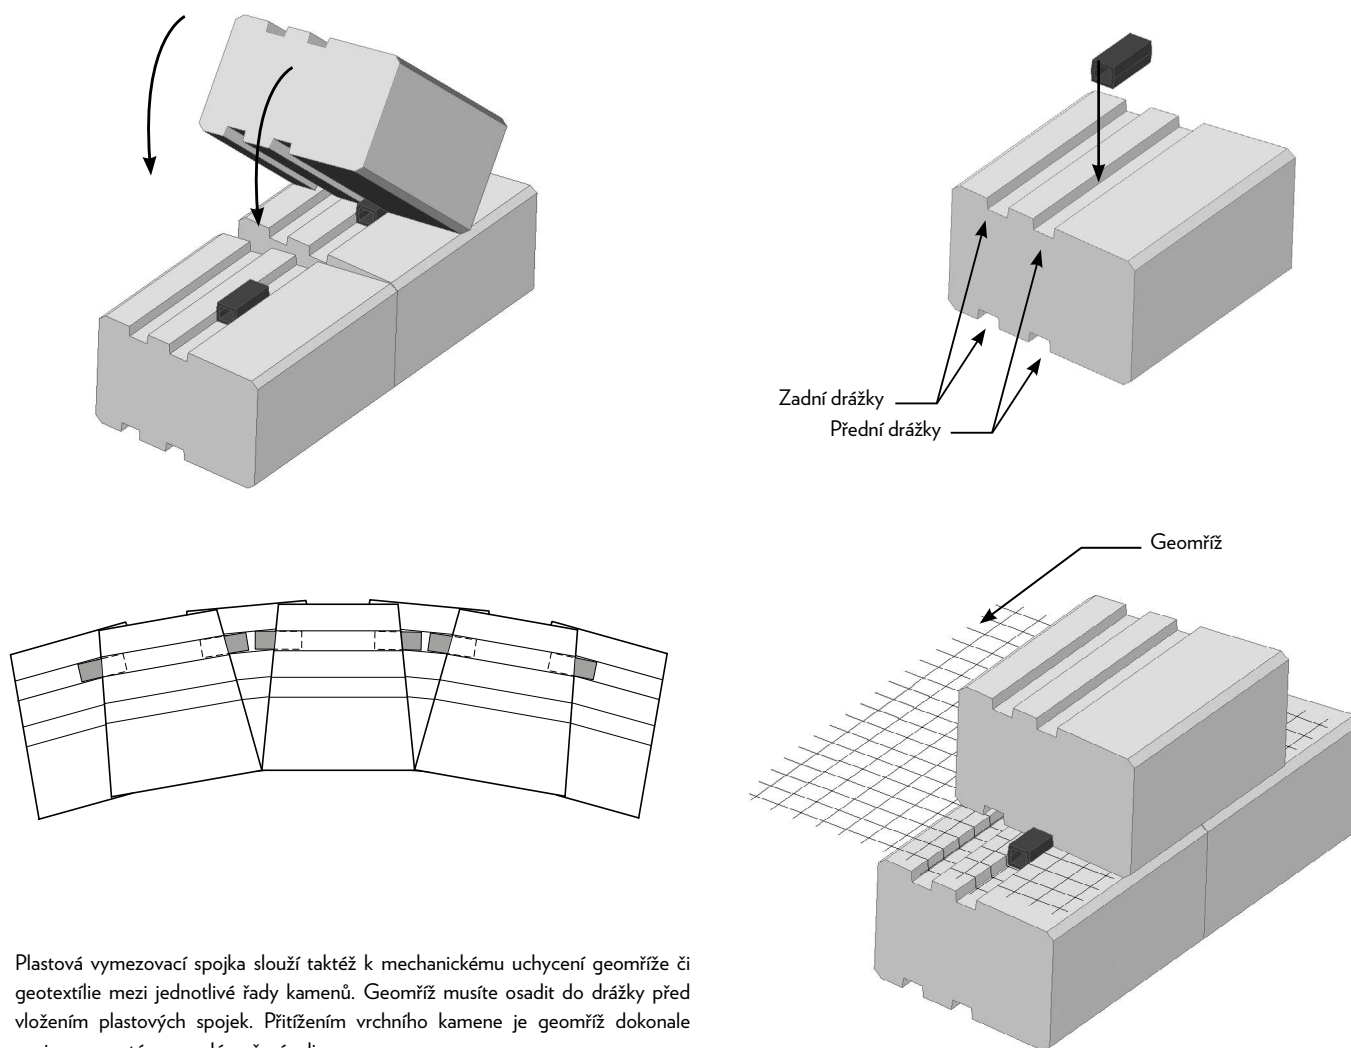 Zadní drážky
Přední drážky
Geomříž
Plastová vymezovací spojka slouží taktéž k mechanickému uchycení geomříže či
geotextílie mezi jednotlivé řady kamenů. Geomříž musíte osadit do drážky před
vložením plastových spojek. Přitížením vrchního kamene je geomříž dokonale